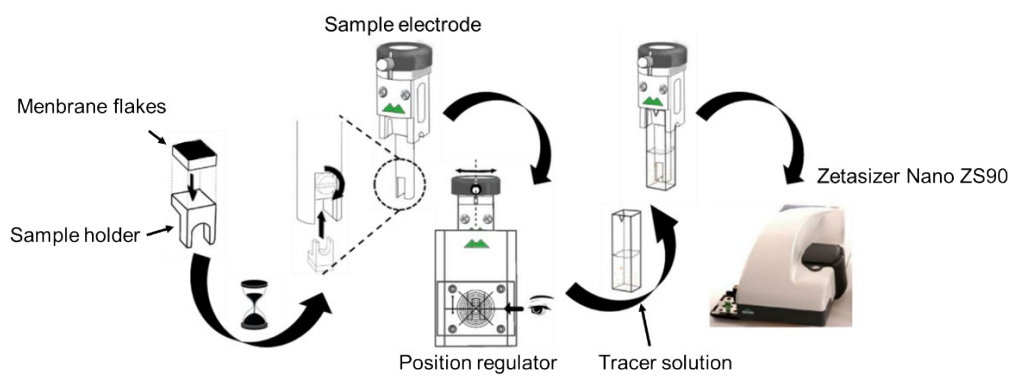 Sample electrode
Menbrane flakes
Sample holder
Zetasizer Nano ZS90
Position regulator
Tracer solution